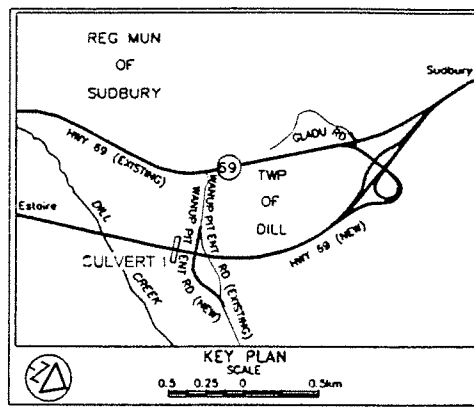 REG MUN
OF
SUDBURY
Sudbury
GLADU RD
HWY 69 (EXISTING)
69
TWP
OF
DILL
Estaire
WANUP PIT ENT RD (EXISTING)
WANUP PIT ENT RD (NEW)
DILL CREEK
CULVERT 1
HWY 69 (NEW)
KEY PLAN
SCALE
0.5 0.25 0 0.5km